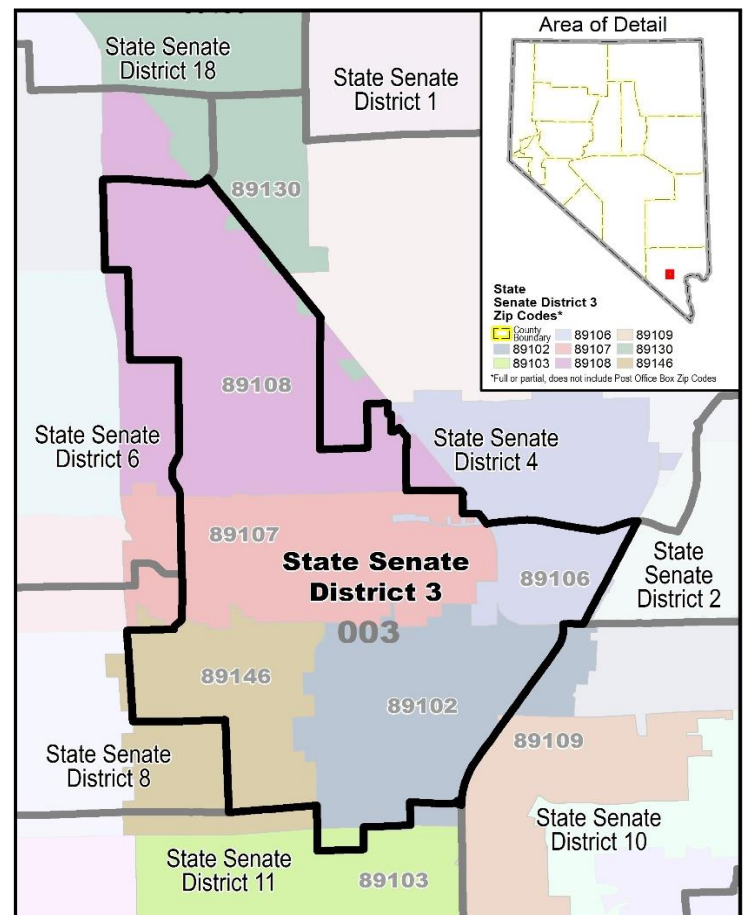 State Senate
District 18
State Senate
District 1
89130
89108
State Senate
District 6
State Senate
District 4
89107
State Senate
District 3
003
89106
State
Senate
District 2
89146
89102
89109
State Senate
District 8
State Senate
District 10
State Senate
District 11
89103
Area of Detail
State
Senate District 3
Zip Codes*
County
Boundary
89102
89103
89106
89107
89108
89109
89130
89146
*Full or partial, does not include Post Office Box Zip Codes